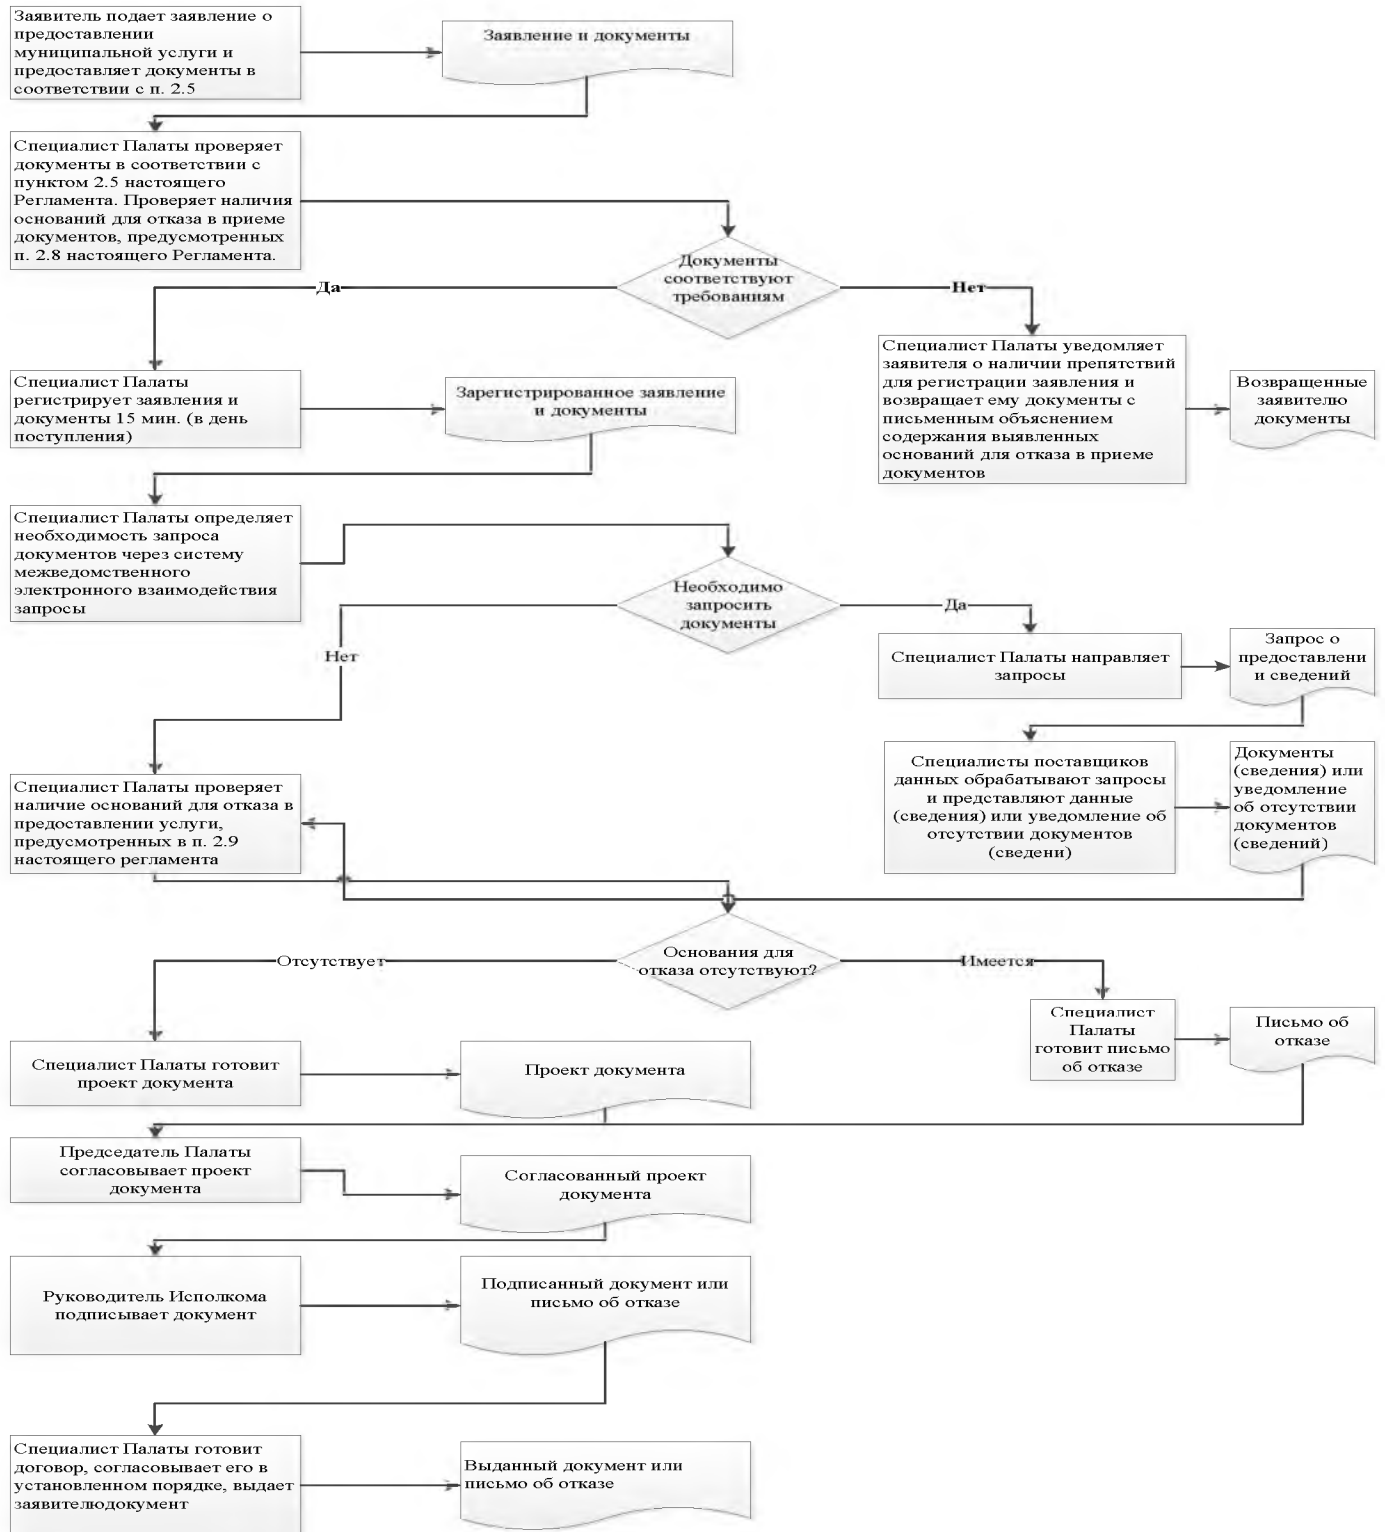 Заявитель подает заявление о
предоставлении
муниципальной услуги и
предоставляет документы в
соответствии с п. 2.5
Заявление и документы
Специалист Палаты проверяет
документы в соответствии с
пунктом 2.5 настоящего
Регламента. Проверяет наличия
оснований для отказа в приеме
документов, предусмотренных
п. 2.8 настоящего Регламента.
Документы
соответствуют
требованиям
Да
Нет
Специалист Палаты
регистрирует заявления и
документы 15 мин. (в день
поступления)
Зарегистрированное заявление
и документы
Специалист Палаты уведомляет
заявителя о наличии препятствий
для регистрации заявления и
возвращает ему документы с
письменным объяснением
содержания выявленных
оснований для отказа в приеме
документов
Возвращенные
заявителю
документы
Специалист Палаты определяет
необходимость запроса
документов через систему
межведомственного
электронного взаимодействия
запросы
Необходимо
запросить
документы
Нет
Да
Специалист Палаты направляет
запросы
Запрос о
предоставлени
и сведений
Специалисты поставщиков
данных обрабатывают запросы
и представляют данные
(сведения) или уведомление об
отсутствии документов
(сведени)
Документы
(сведения) или
уведомление
об отсутствии
документов
(сведений)
Специалист Палаты проверяет
наличие оснований для отказа в
предоставлении услуги,
предусмотренных в п. 2.9
настоящего регламента
Основания для
отказа отсутствуют?
Отсутствует
Имеется
Специалист
Палаты
готовит письмо
об отказе
Письмо об
отказе
Специалист Палаты готовит
проект документа
Проект документа
Председатель Палаты
согласовывает проект
документа
Согласованный проект
документа
Руководитель Исполкома
подписывает документ
Подписанный документ или
письмо об отказе
Специалист Палаты готовит
договор, согласовывает его в
установленном порядке, выдает
заявителюдокумент
Выданный документ или
письмо об отказе